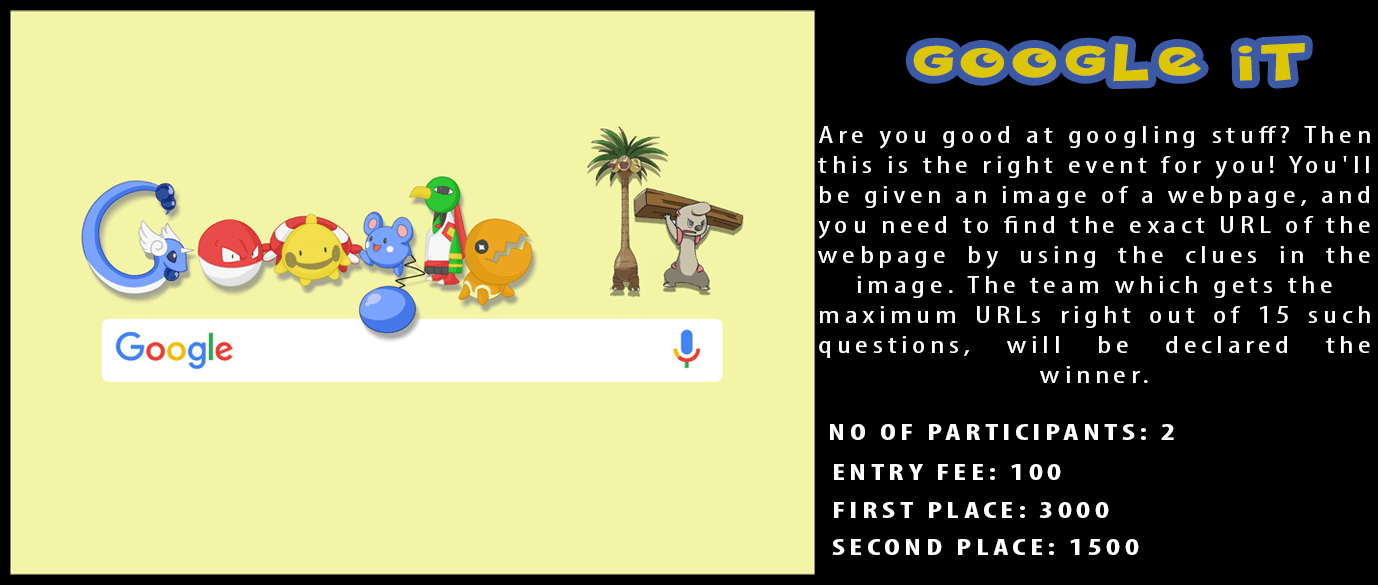 GOOGLE iT
Are you good at googling stuff? Then
this is the right event for you! You'll
be given an image of a webpage, and
you need to find the exact URL of the
webpage by using the clues in the
image. The team which gets the
maximum URLs right out of 15 such
questions, will be declared the
winner.
NO OF PARTICIPANTS: 2
ENTRY FEE: 100
FIRST PLACE: 3000
SECOND PLACE: 1500
Google iT
Google